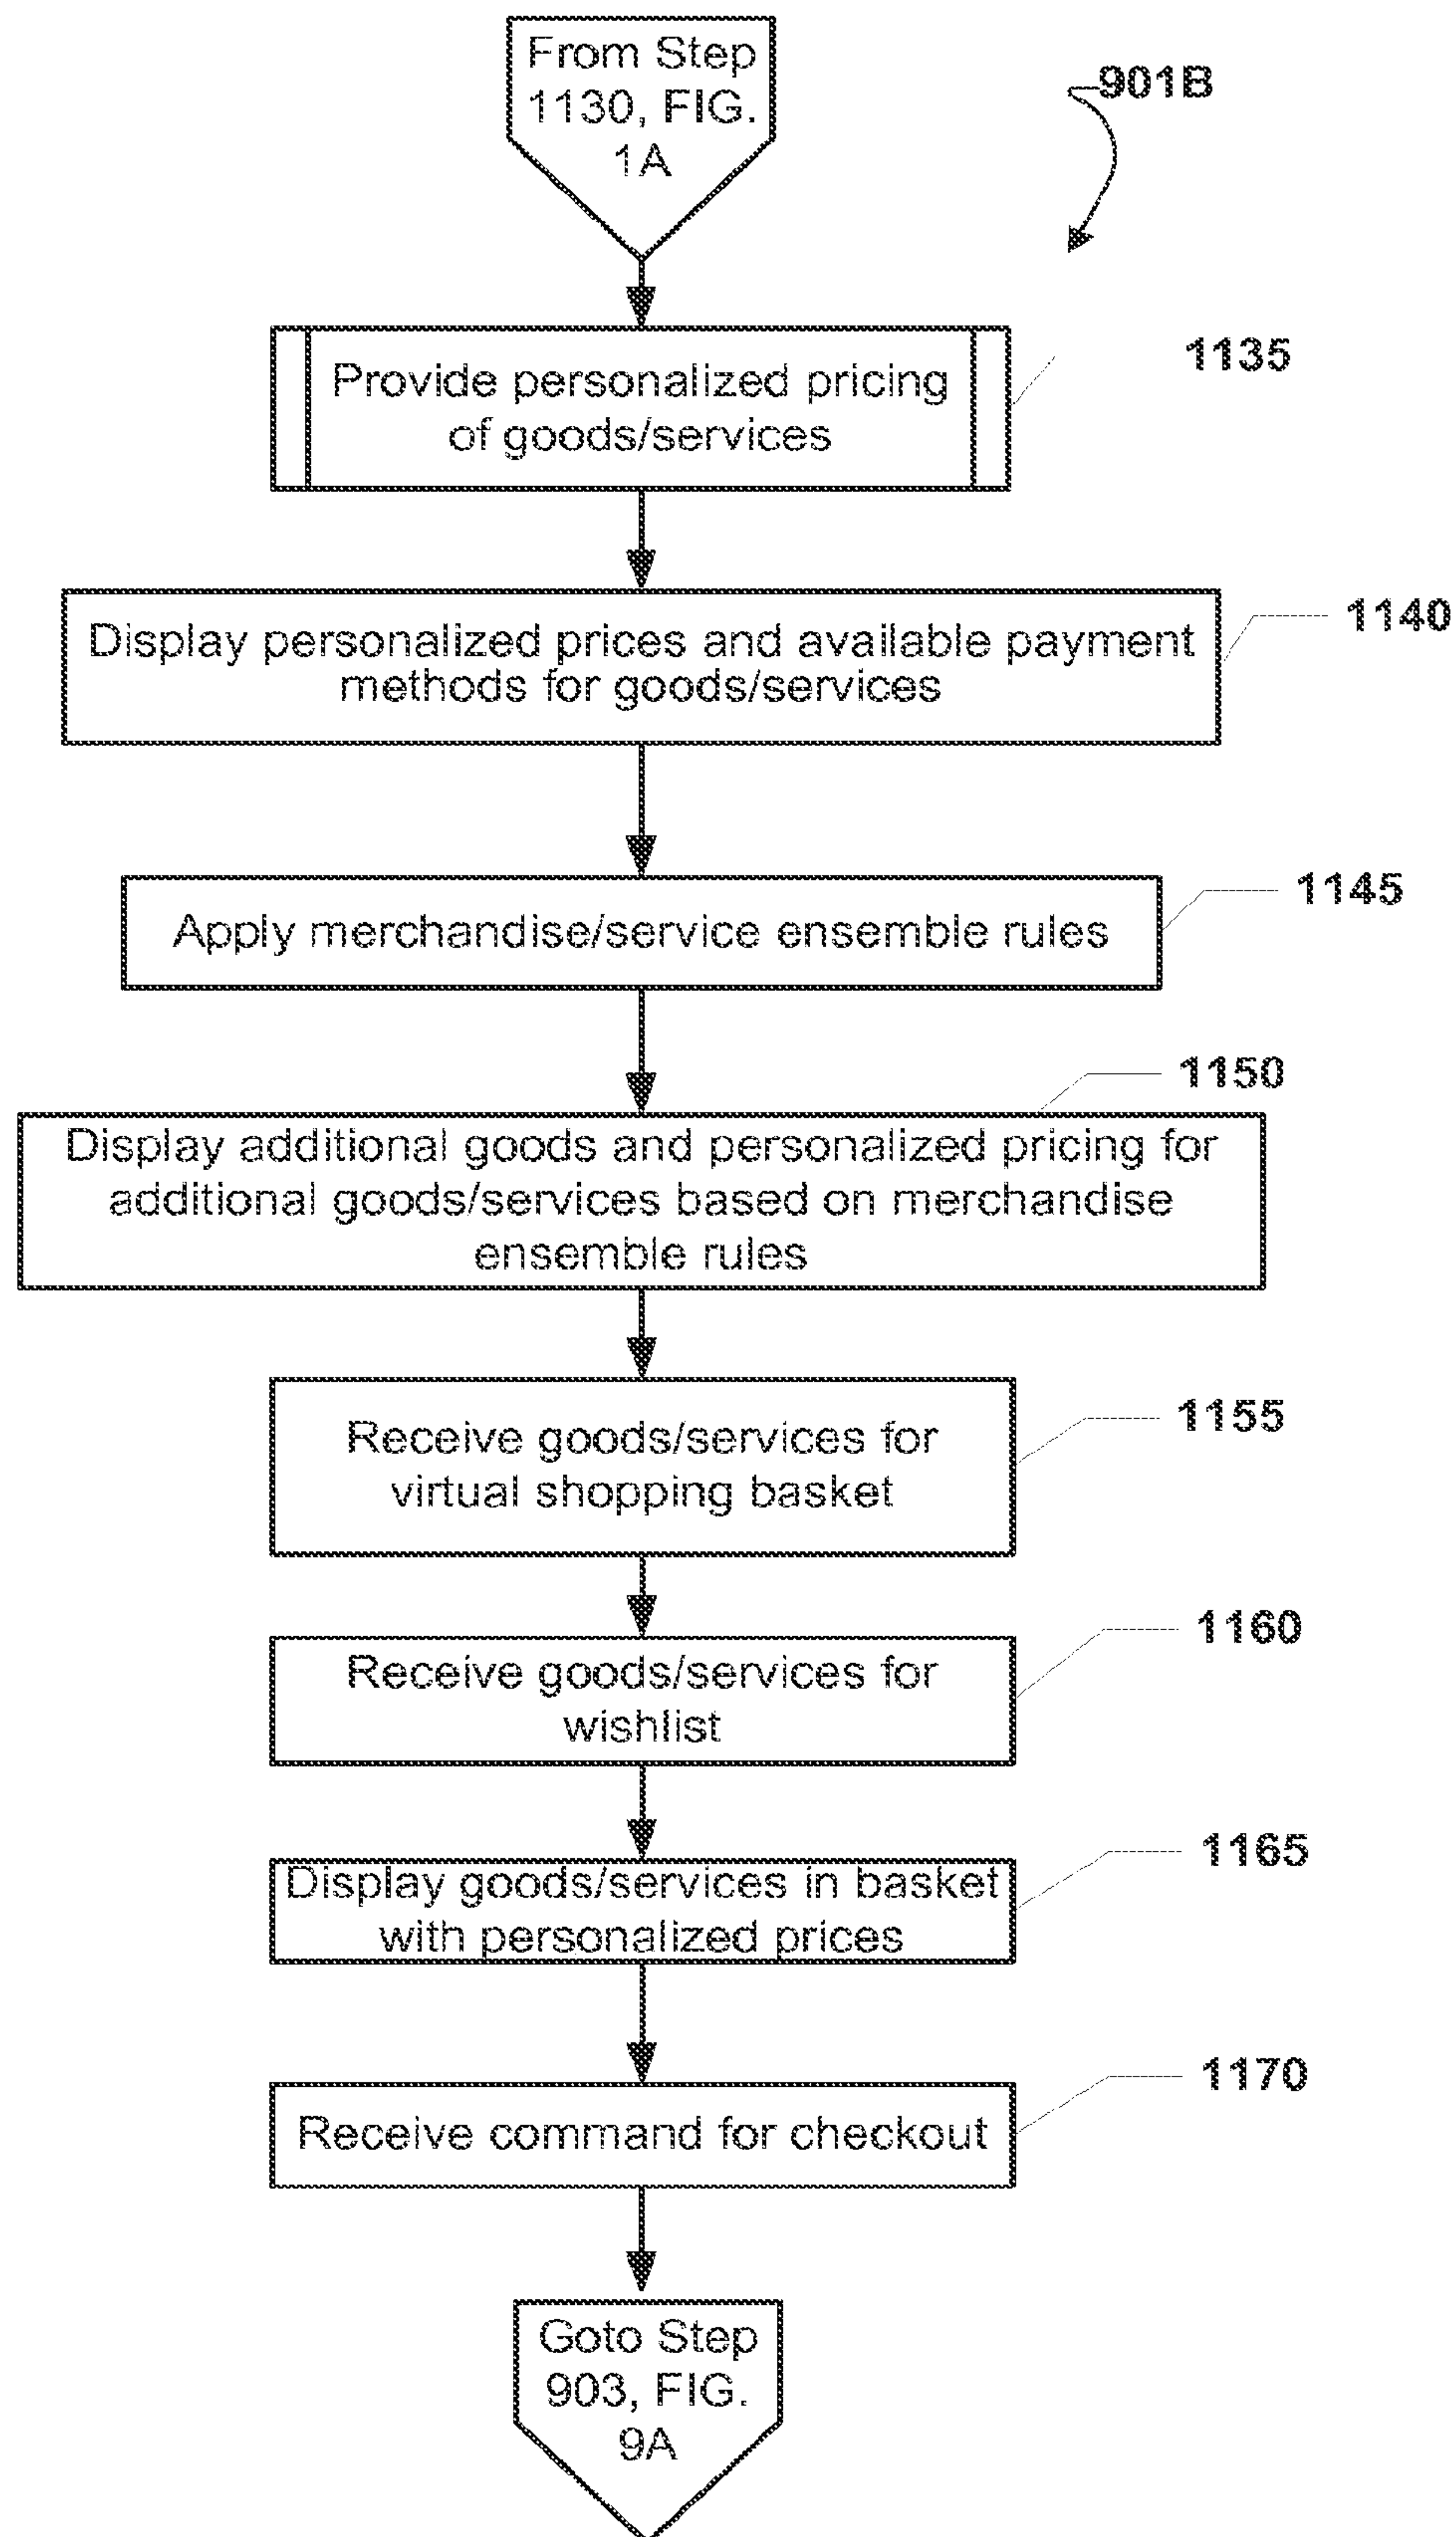 From Step
1130, FIG.
1A
901B
Provide personalized pricing
of goods/services
1135
Display personalized prices and available payment
methods for goods/services
1140
Apply merchandise/service ensemble rules
1145
1150
Display additional goods and personalized pricing for
additional goods/services based on merchandise
ensemble rules
Receive goods/services for
virtual shopping basket
1155
Receive goods/services for
wishlist
1160
Display goods/services in basket
with personalized prices
1165
Receive command for checkout
1170
Goto Step
903, FIG.
9A